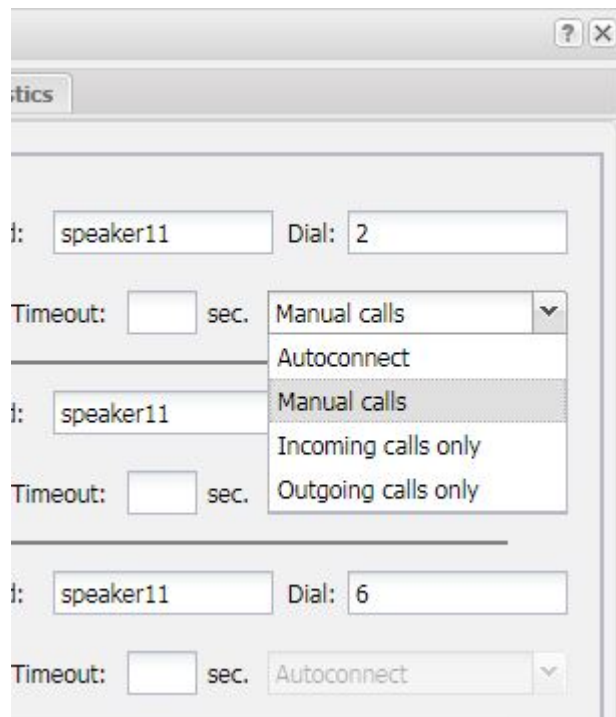 ?
stics
d: speaker11 Dial: 2
Timeout: sec. Manual calls
Autoconnect
d: speaker11 Manual calls
Incoming calls only
Timeout: sec. Outgoing calls only
d: speaker11 Dial: 6
Timeout: sec. Autoconnect